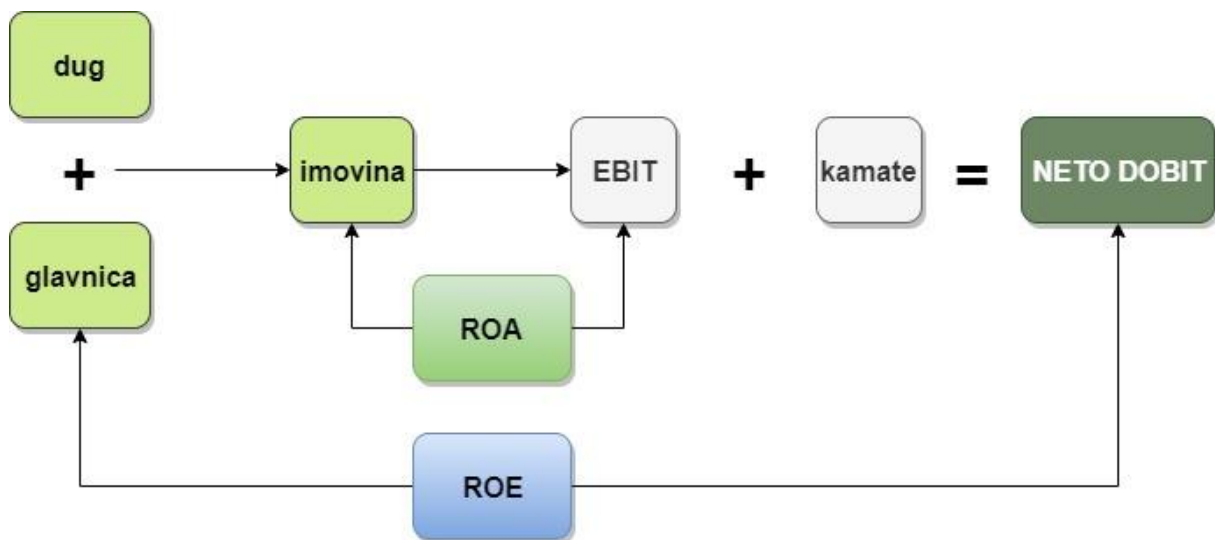 dug
+
glavnica
imovina
EBIT
+
kamate
=
NETO DOBIT
ROA
ROE